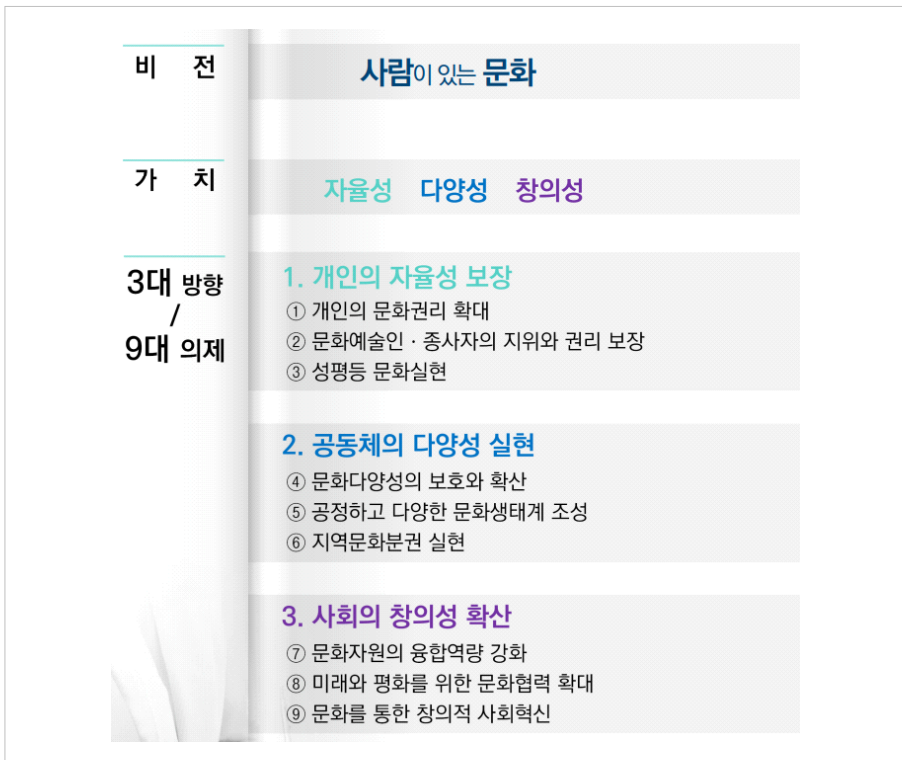 비 전
사람이 있는 문화
가 치
자율성 다양성 창의성
3대 방향
/
9대 의제
1. 개인의 자율성 보장
① 개인의 문화권리 확대
② 문화예술인 · 종사자의 지위와 권리 보장
③ 성평등 문화실현
2. 공동체의 다양성 실현
④ 문화다양성의 보호와 확산
⑤ 공정하고 다양한 문화생태계 조성
⑥ 지역문화분권 실현
3. 사회의 창의성 확산
⑦ 문화자원의 융합역량 강화
⑧ 미래와 평화를 위한 문화협력 확대
⑨ 문화를 통한 창의적 사회혁신